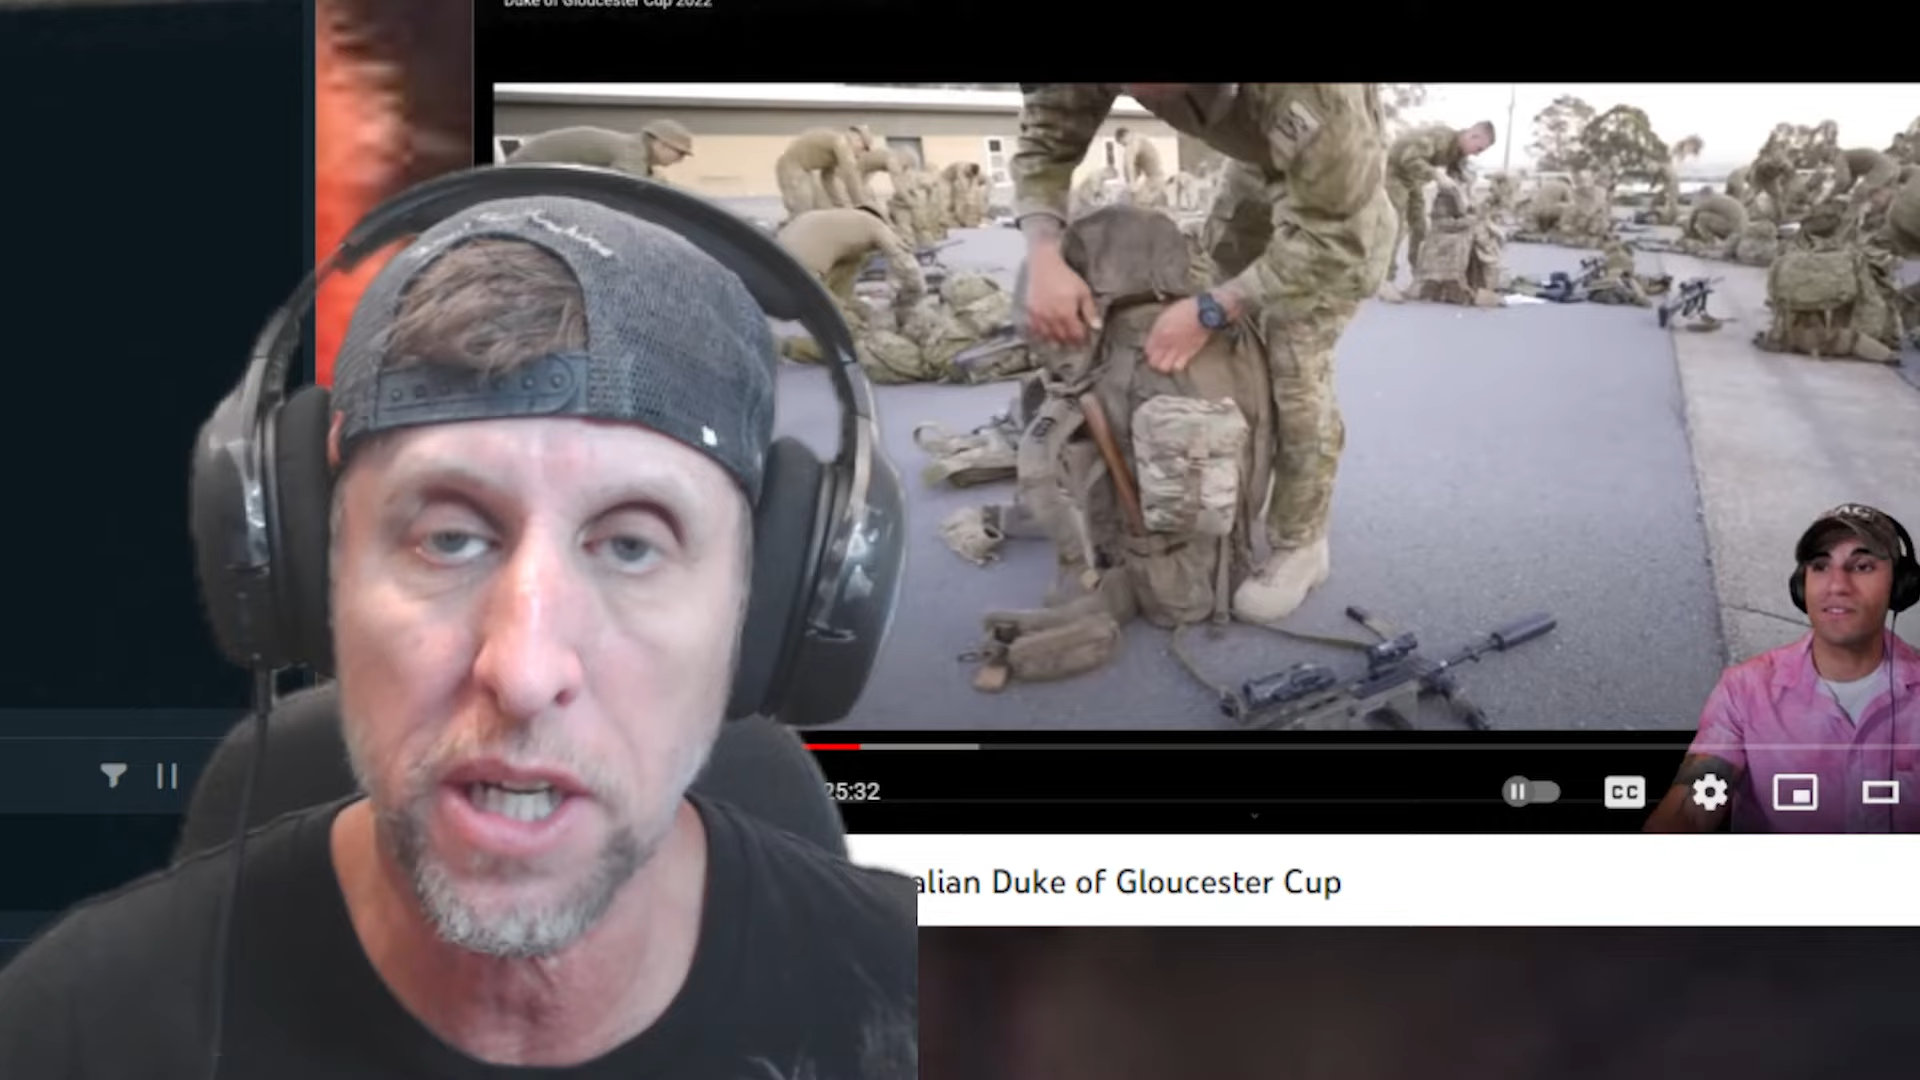 Duke of Gloucester Cup 2022
25:32
CC
alian Duke of Gloucester Cup